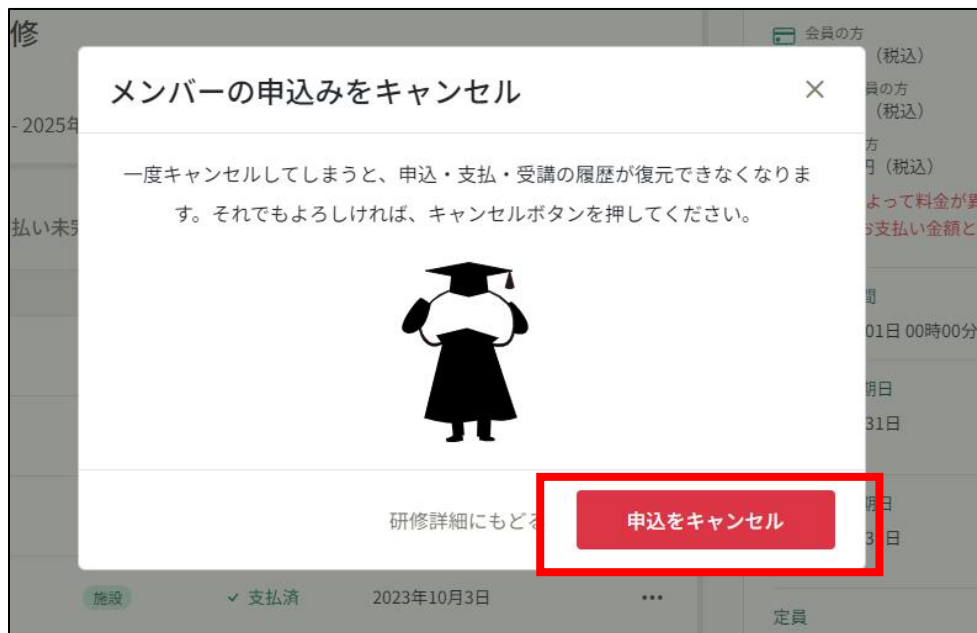 修
会員の方
（税込）
メンバーの申込みをキャンセル
員の方
（税込）
- 2025年
方
円（税込）
一度キャンセルしてしまうと、申込・支払・受講の履歴が復元できなくなりま
す。それでもよろしければ、キャンセルボタンを押してください。
よって料金が異
お支払い金額と
払い未完
間
01日 00時00分
期日
31日
期日
日
研修詳細にもどる
申込をキャンセル
施設
支払済
2023年10月3日
定員